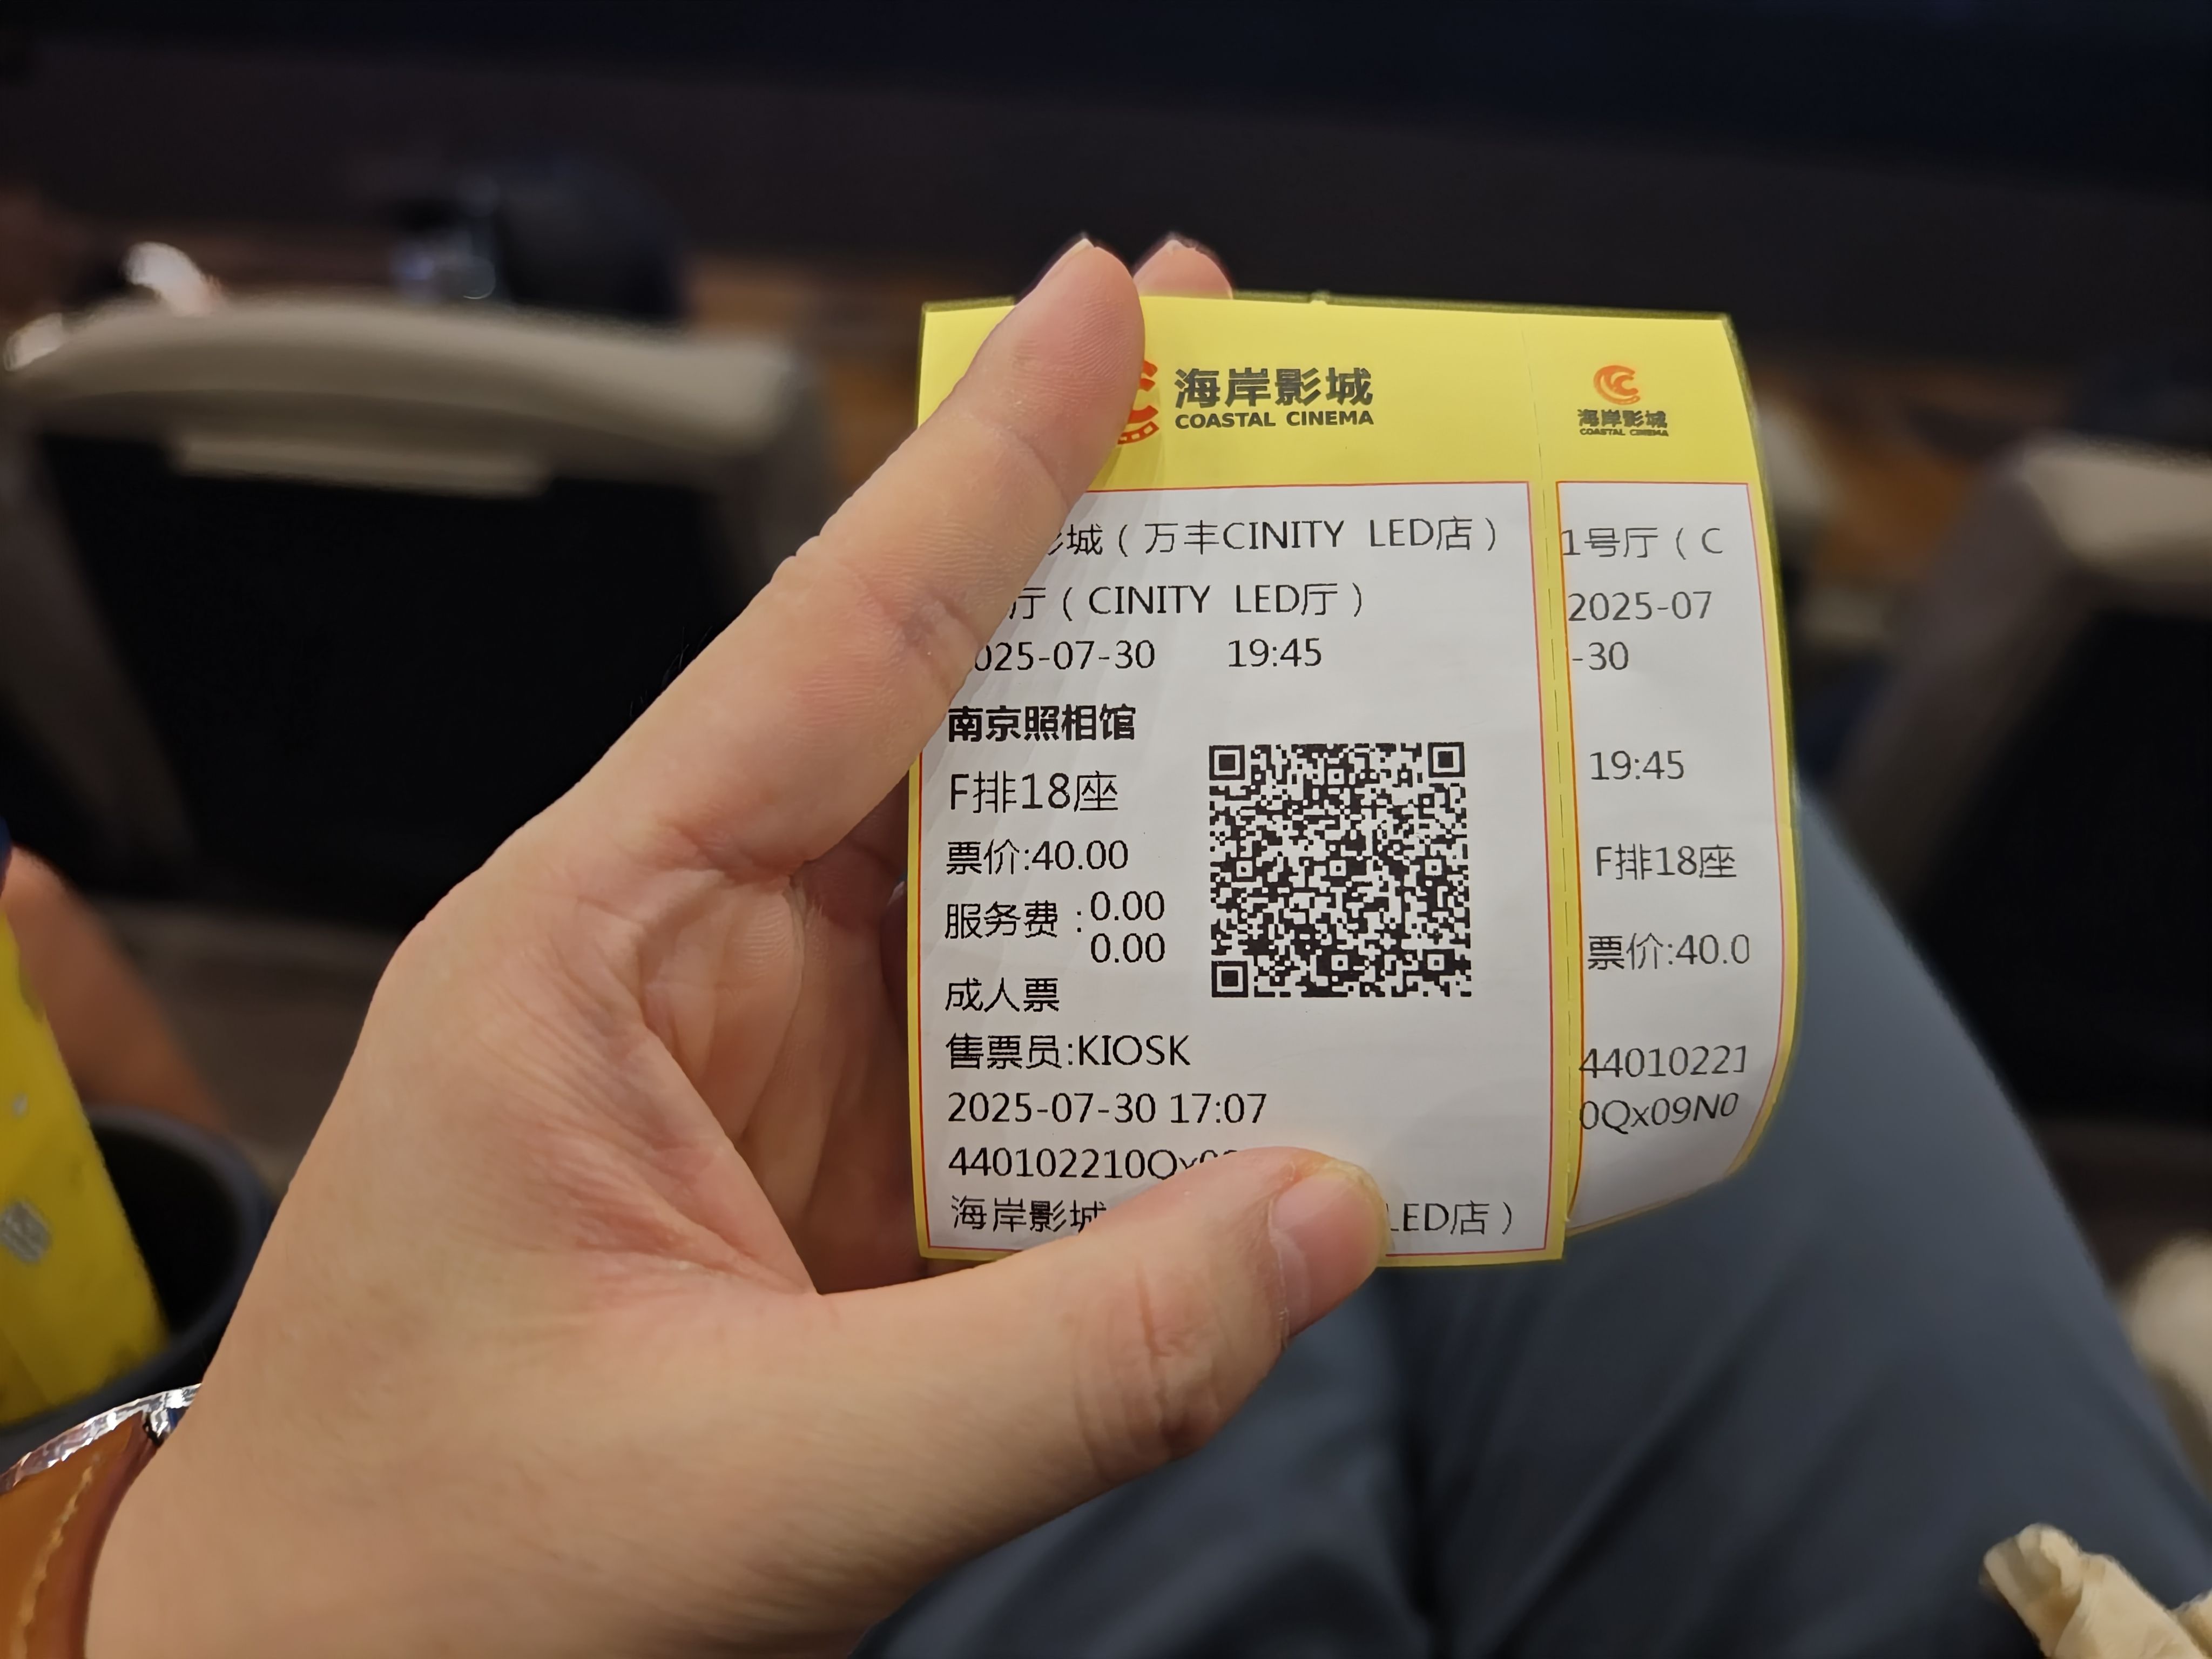 海岸影城
COASTAL CINEMA
城（万丰CINITY LED店）
厅（CINITY LED厅）
025-07-30 19:45
南京照相馆
F排18座
票价:40.00
服务费:0.00
0.00
成人票
售票员:KIOSK
2025-07-30 17:07
440102210Qx0
海岸影城 LED店）
海岸影城
COASTAL CINEMA
1号厅（C
2025-07
-30
19:45
F排18座
票价:40.0
44010221
0Qx09N0